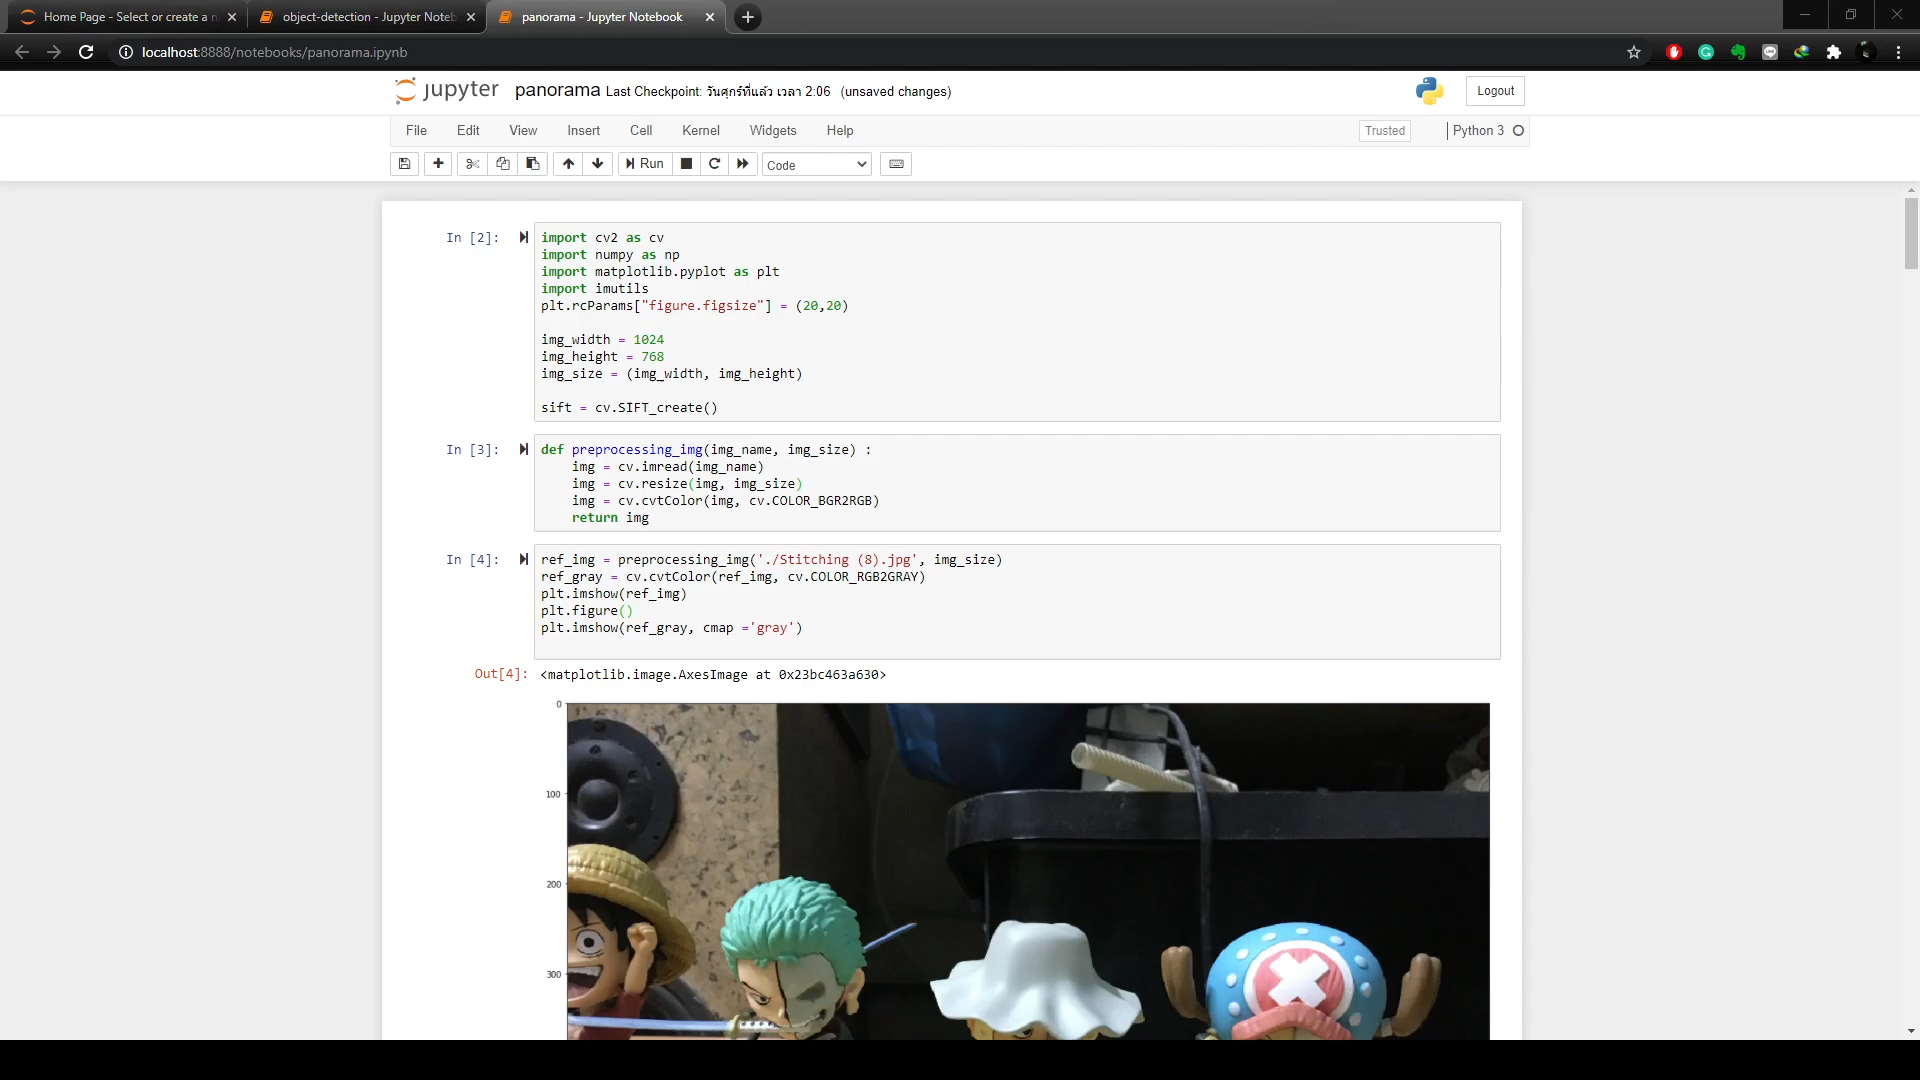 Home Page - Select or create a n
object-detection - Jupyter Noteb
panorama - Jupyter Notebook
localhost:8888/notebooks/panorama.ipynb
jupyter panorama Last Checkpoint: วันศุกร์ที่แล้ว เวลา 2:06 (unsaved changes)
Logout
File Edit View Insert Cell Kernel Widgets Help
Trusted
Python 3
Run
Code
In [2]:
import cv2 as cv
import numpy as np
import matplotlib.pyplot as plt
import imutils
plt.rcParams["figure.figsize"] = (20,20)
img_width = 1024
img_height = 768
img_size = (img_width, img_height)
sift = cv.SIFT_create()
In [3]:
def preprocessing_img(img_name, img_size) :
    img = cv.imread(img_name)
    img = cv.resize(img, img_size)
    img = cv.cvtColor(img, cv.COLOR_BGR2RGB)
    return img
In [4]:
ref_img = preprocessing_img('./Stitching (8).jpg', img_size)
ref_gray = cv.cvtColor(ref_img, cv.COLOR_RGB2GRAY)
plt.imshow(ref_img)
plt.figure()
plt.imshow(ref_gray, cmap ='gray')
Out[4]: <matplotlib.image.AxesImage at 0x23bc463a630>
0
100
200
300